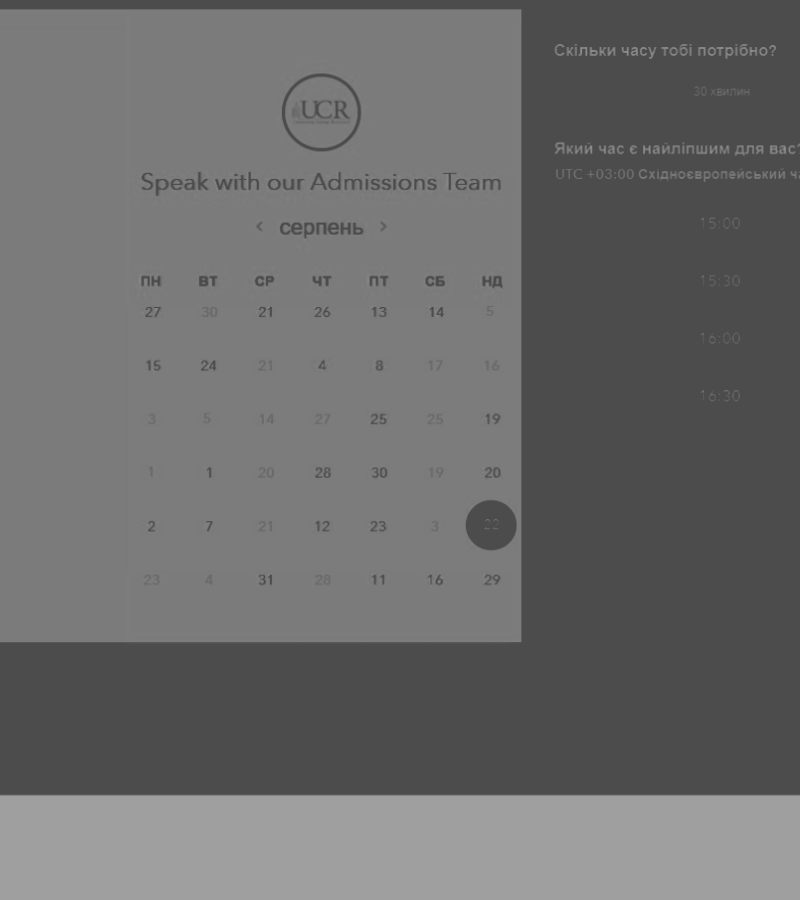 UCR
Speak with our Admissions Team
серпень
ПН ВТ СР ЧТ ПТ СБ НД
27 30 21 26 13 14 5
15 24 21 4 8 17 16
3 5 14 27 25 25 19
1 1 20 28 30 19 20
2 7 21 12 23 3 22
23 4 31 28 11 16 29
Скільки часу тобі потрібно?
30 хвилин
Який час є найліпшим для вас
UTC +03:00 Східноєвропейський
15:00
15:30
16:00
16:30